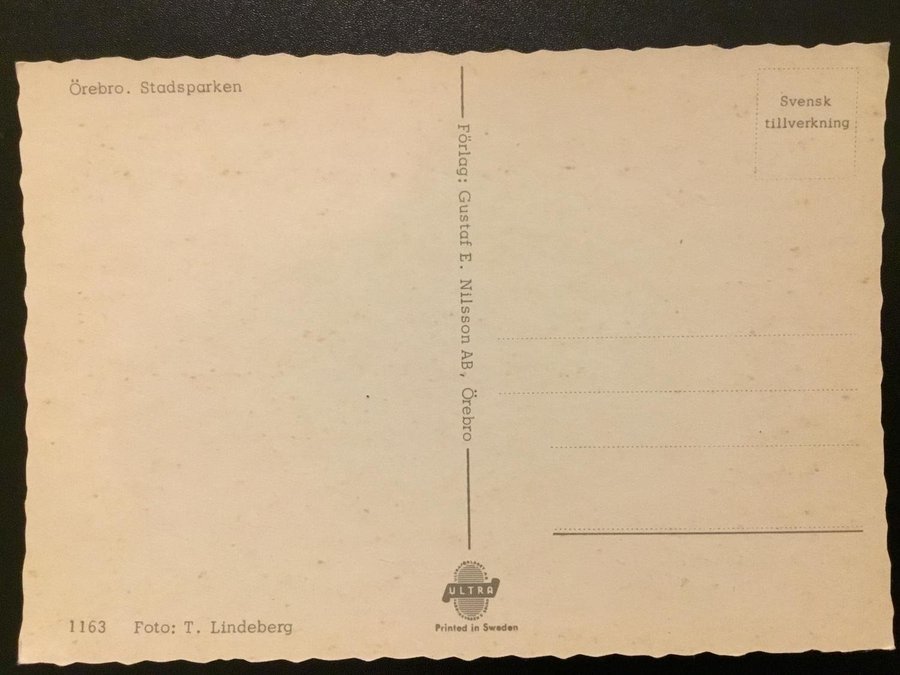 Örebro. Stadsparken
Svensk
tillverkning
Förlag: Gustaf E. Nilsson AB, Örebro
ULTRA
Printed in Sweden
1163 Foto: T. Lindeberg